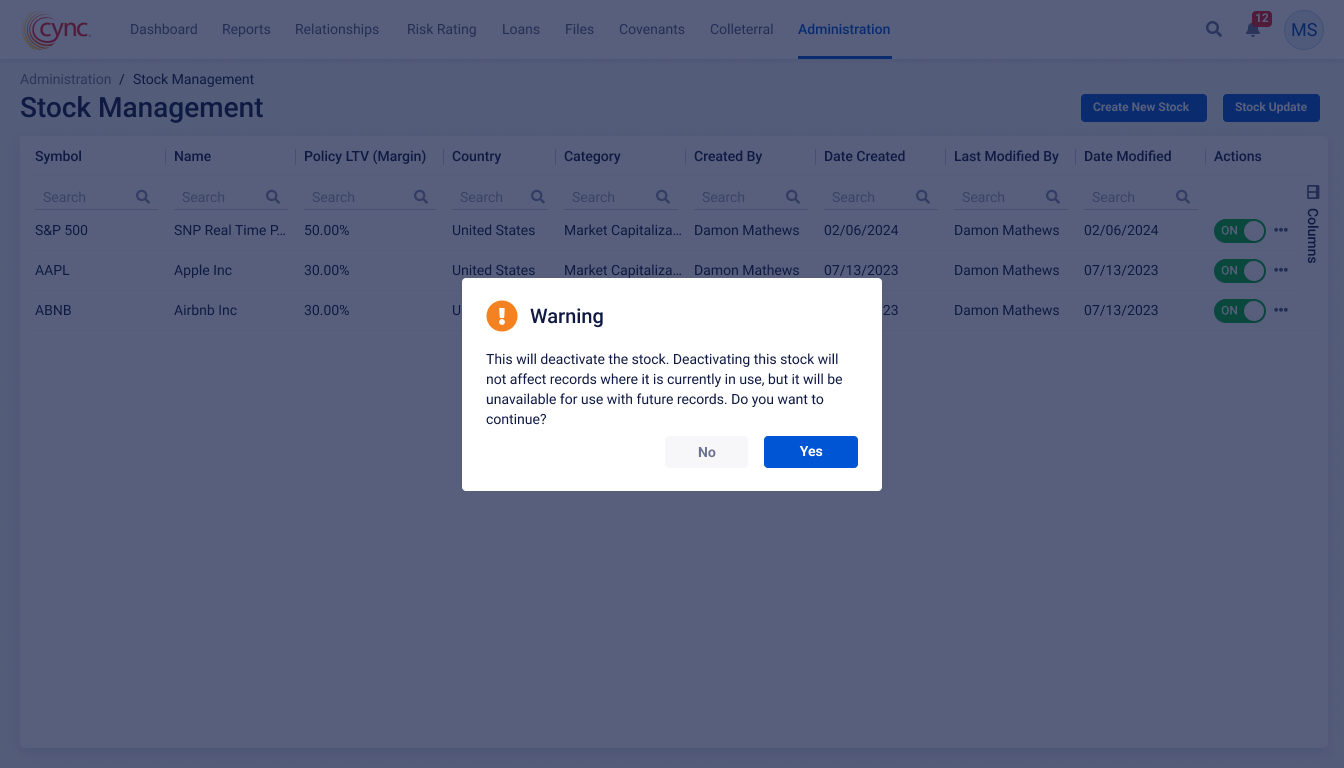 cync
Dashboard Reports Relationships Risk Rating Loans Files Covenants Colleterral Administration 12 MS
Administration / Stock Management
Stock Management Create New Stock Stock Update
Symbol Name Policy LTV (Margin) Country Category Created By Date Created Last Modified By Date Modified Actions
Search Search Search Search Search Search Search Search Search
Columns
S&P 500 SNP Real Time P... 50.00% United States Market Capitaliza... Damon Mathews 02/06/2024 Damon Mathews 02/06/2024 ON
AAPL Apple Inc 30.00% United States Market Capitaliza... Damon Mathews 07/13/2023 Damon Mathews 07/13/2023 ON
ABNB Airbnb Inc 30.00% U 23 Damon Mathews 07/13/2023 ON
Warning
This will deactivate the stock. Deactivating this stock will
not affect records where it is currently in use, but it will be
unavailable for use with future records. Do you want to
continue?
No Yes